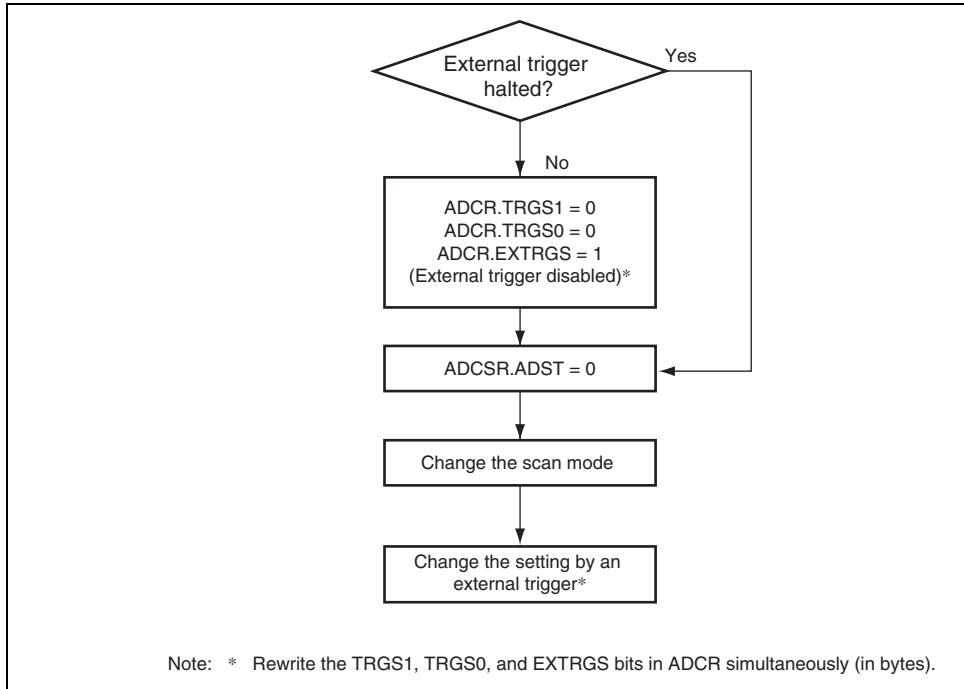 External trigger
halted?
Yes
No
ADCR.TRGS1 = 0
ADCR.TRGS0 = 0
ADCR.EXTRGS = 1
(External trigger disabled)*
ADCSR.ADST = 0
Change the scan mode
Change the setting by an
external trigger*
Note: * Rewrite the TRGS1, TRGS0, and EXTRGS bits in ADCR simultaneously (in bytes).